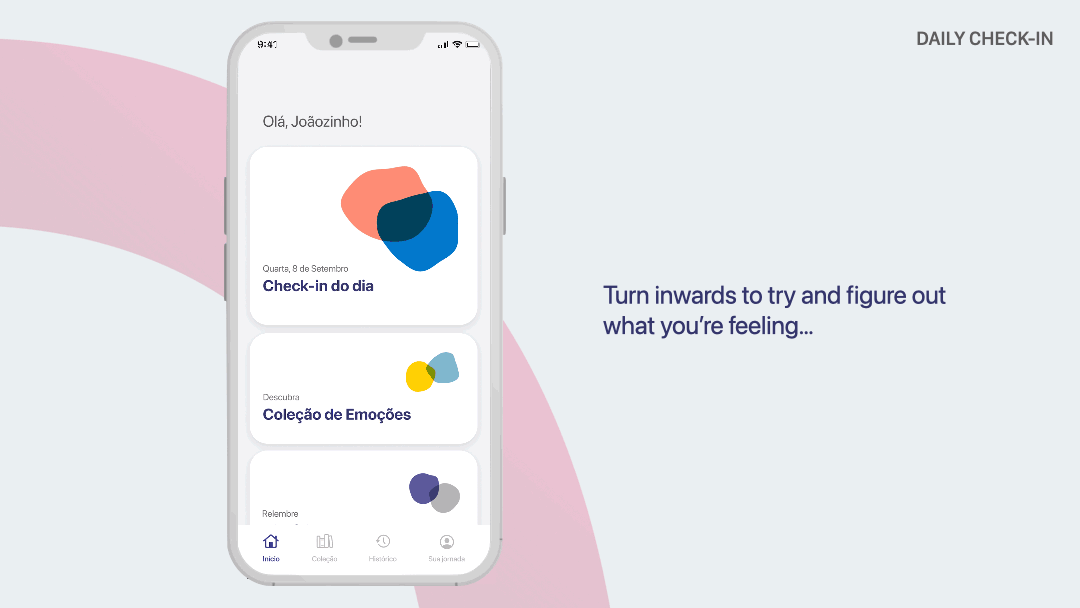 DAILY CHECK-IN
9:41
Olá, Joãozinho!
Quarta, 8 de Setembro
Check-in do dia
Descubra
Coleção de Emoções
Relembre
Início
Coleção
Histórico
Sua jornada
Turn inwards to try and figure out
what you’re feeling...